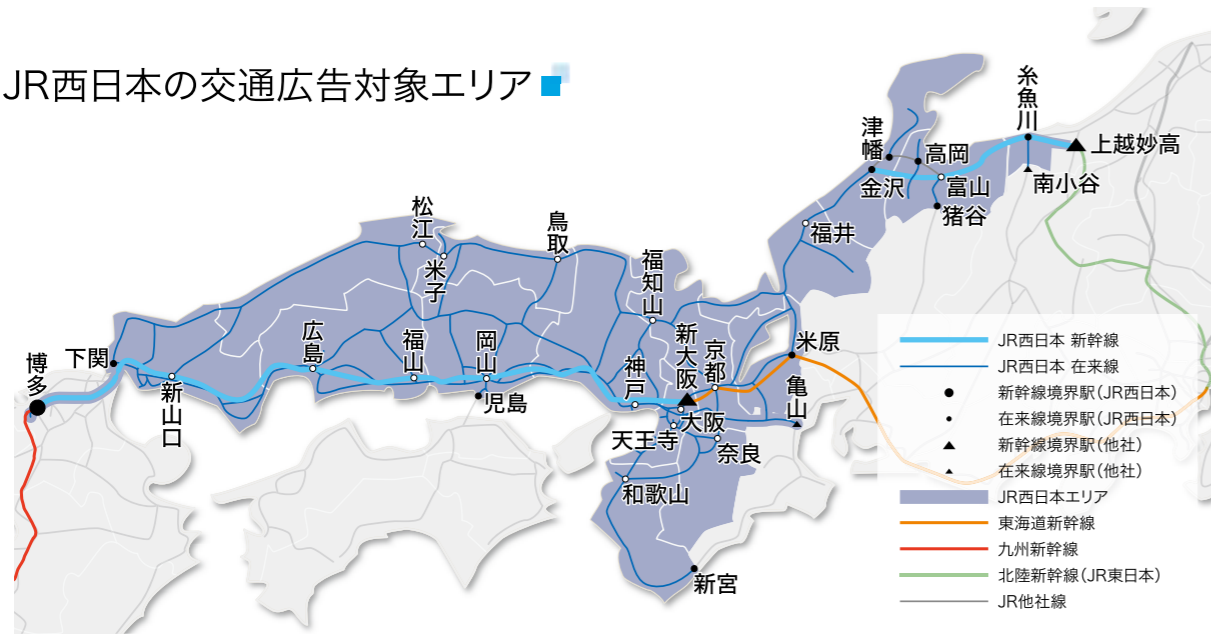 JR西日本の交通広告対象エリア
糸魚川
上越妙高
津幡
高岡
金沢
富山
南小谷
猪谷
福井
松江
米子
鳥取
福知山
新大阪
京都
米原
亀山
広島
福山
岡山
神戸
児島
大阪
天王寺
奈良
和歌山
新宮
博多
下関
新山口
JR西日本 新幹線
JR西日本 在来線
新幹線境界駅(JR西日本)
在来線境界駅(JR西日本)
新幹線境界駅(他社)
在来線境界駅(他社)
JR西日本エリア
東海道新幹線
九州新幹線
北陸新幹線(JR東日本)
JR他社線